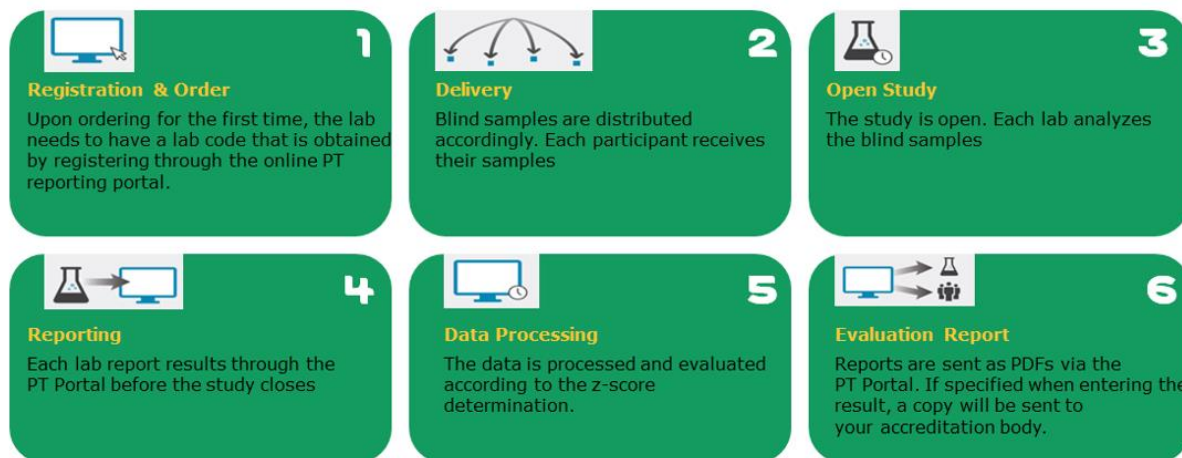 1
Registration & Order
Upon ordering for the first time, the lab
needs to have a lab code that is obtained
by registering through the online PT
reporting portal.
2
Delivery
Blind samples are distributed
accordingly. Each participant receives
their samples
3
Open Study
The study is open. Each lab analyzes
the blind samples
4
Reporting
Each lab report results through the
PT Portal before the study closes
5
Data Processing
The data is processed and evaluated
according to the z-score
determination.
6
Evaluation Report
Reports are sent as PDFs via the
PT Portal. If specified when entering the
result, a copy will be sent to
your accreditation body.